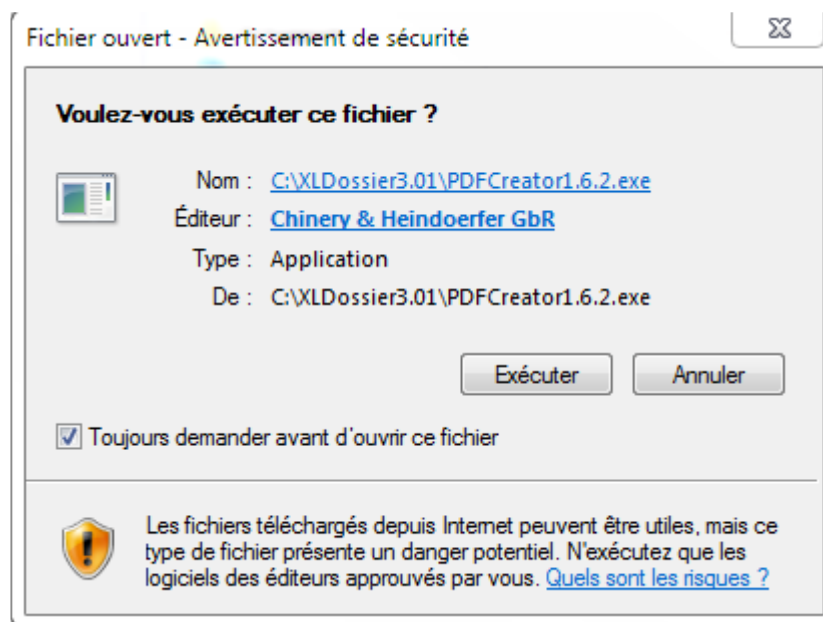 Fichier ouvert - Avertissement de sécurité
Voulez-vous exécuter ce fichier ?
Nom : C:\XLDossier3.01\PDFCreator1.6.2.exe
Éditeur : Chinery & Heindoerfer GbR
Type : Application
De : C:\XLDossier3.01\PDFCreator1.6.2.exe
Exécuter Annuler
Toujours demander avant d'ouvrir ce fichier
Les fichiers téléchargés depuis Internet peuvent être utiles, mais ce
type de fichier présente un danger potentiel. N'exécutez que les
logiciels des éditeurs approuvés par vous. Quels sont les risques ?